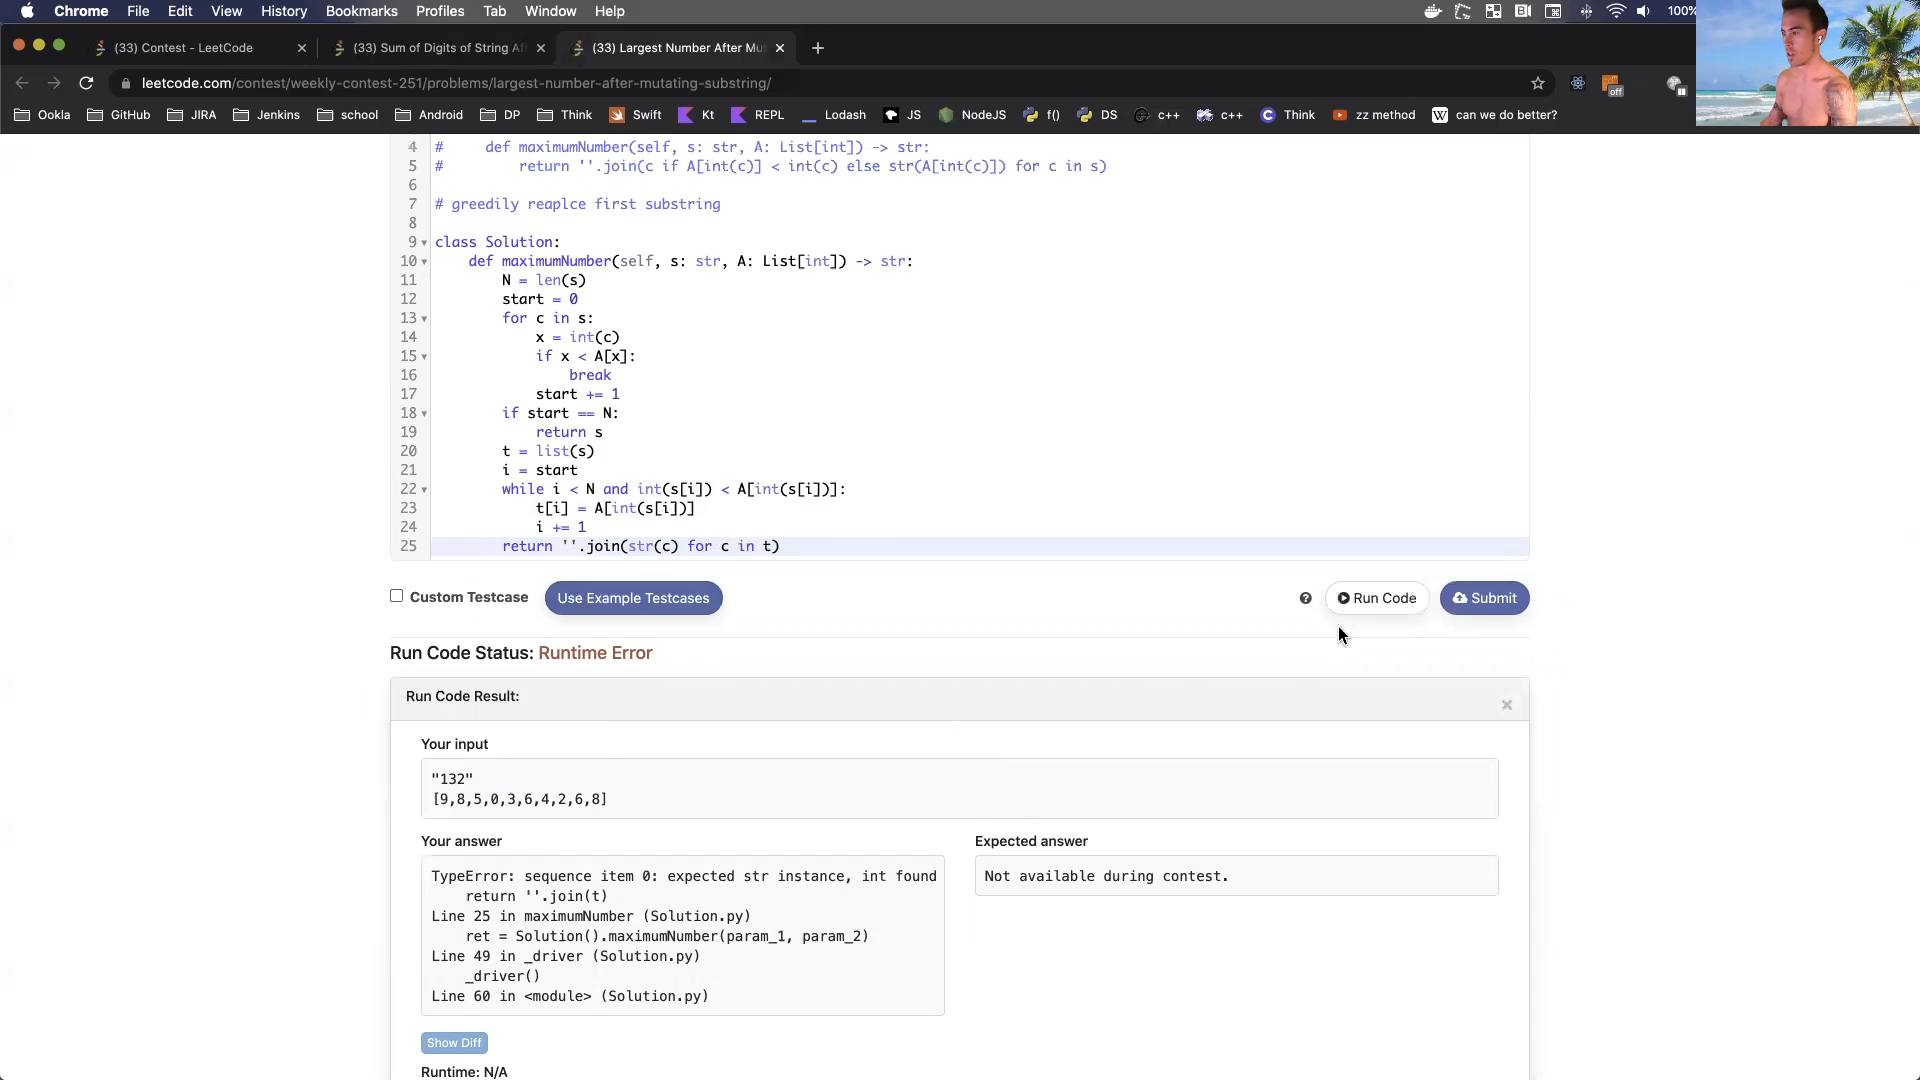 Chrome File Edit View History Bookmarks Profiles Tab Window Help 100%
(33) Contest - LeetCode (33) Sum of Digits of String Af (33) Largest Number After Mu
leetcode.com/contest/weekly-contest-251/problems/largest-number-after-mutating-substring/ off
Ookla GitHub JIRA Jenkins school Android DP Think Swift Kt REPL Lodash JS NodeJS f() DS c++ c++ Think zz method can we do better?
4 # def maximumNumber(self, s: str, A: List[int]) -> str:
5 # return ''.join(c if A[int(c)] < int(c) else str(A[int(c)]) for c in s)
6
7 # greedily reaplce first substring
8
9 class Solution:
10 def maximumNumber(self, s: str, A: List[int]) -> str:
11 N = len(s)
12 start = 0
13 for c in s:
14 x = int(c)
15 if x < A[x]:
16 break
17 start += 1
18 if start == N:
19 return s
20 t = list(s)
21 i = start
22 while i < N and int(s[i]) < A[int(s[i])]:
23 t[i] = A[int(s[i])]
24 i += 1
25 return ''.join(str(c) for c in t)
Custom Testcase Use Example Testcases Run Code Submit
Run Code Status: Runtime Error
Run Code Result:
Your input
"132"
[9,8,5,0,3,6,4,2,6,8]
Your answer
TypeError: sequence item 0: expected str instance, int found
return ''.join(t)
Line 25 in maximumNumber (Solution.py)
ret = Solution().maximumNumber(param_1, param_2)
Line 49 in _driver (Solution.py)
_driver()
Line 60 in <module> (Solution.py)
Expected answer
Not available during contest.
Show Diff
Runtime: N/A